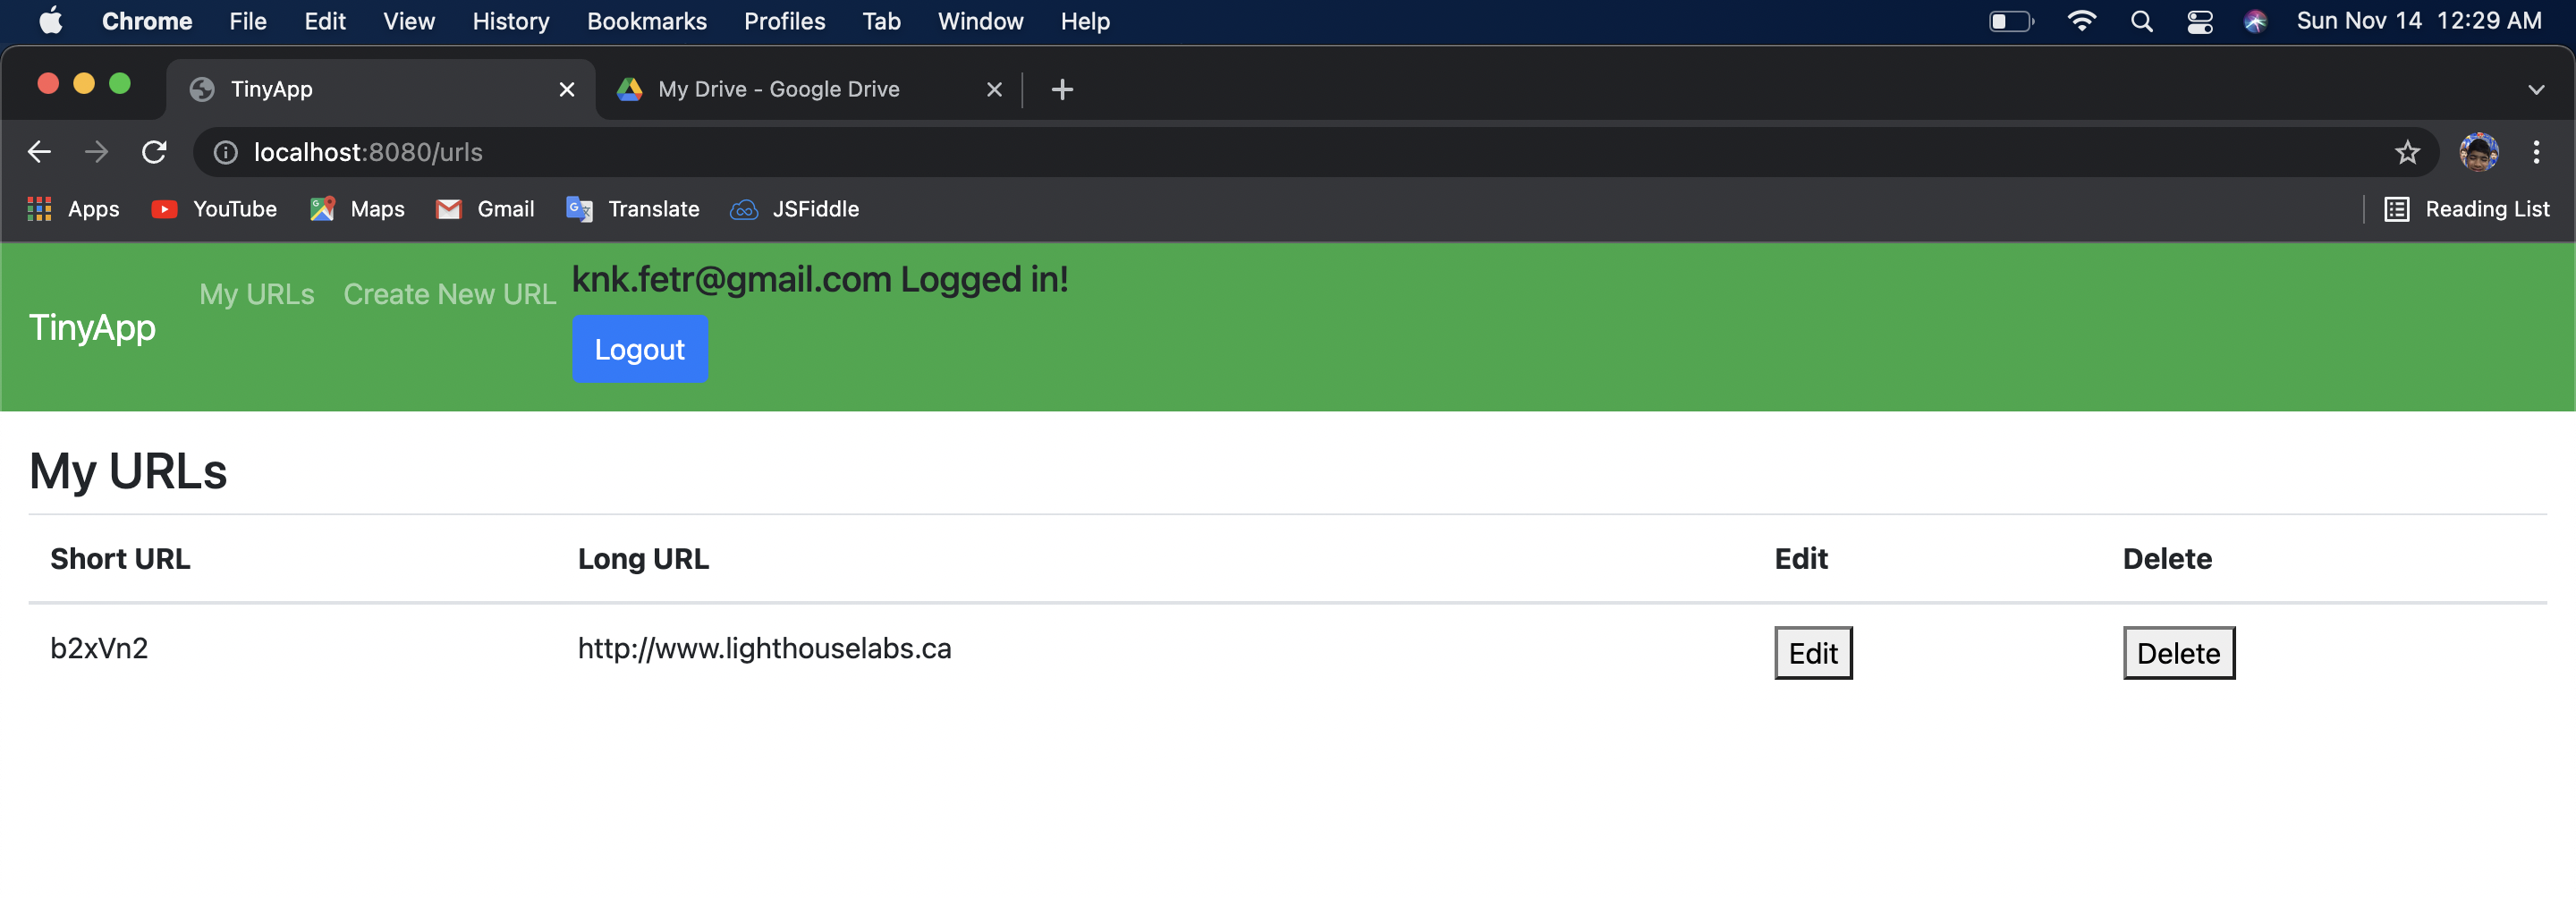 Chrome File Edit View History Bookmarks Profiles Tab Window Help Sun Nov 14 12:29 AM
TinyApp My Drive - Google Drive
localhost:8080/urls
Apps YouTube Maps Gmail Translate JSFiddle Reading List
TinyApp My URLs Create New URL knk.fetr@gmail.com Logged in!
Logout
My URLs
Short URL Long URL Edit Delete
b2xVn2 http://www.lighthouselabs.ca Edit Delete